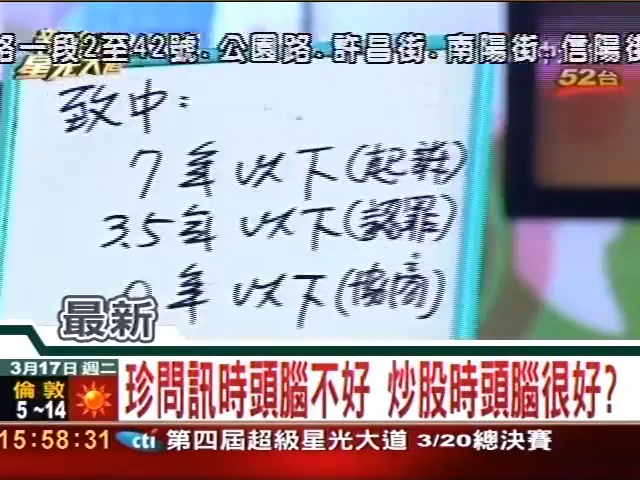 路一段2至42號. 公園路. 許昌街. 南陽街. 信陽街
星光大道
52台
致中:
7年以下(起訴)
3.5年以下(認罪)
年以下
最新
3月17日 週二
倫敦
5~14
珍問訊時頭腦不好 炒股時頭腦很好?
15:58:31 cti 第四屆超級星光大道 3/20總決賽